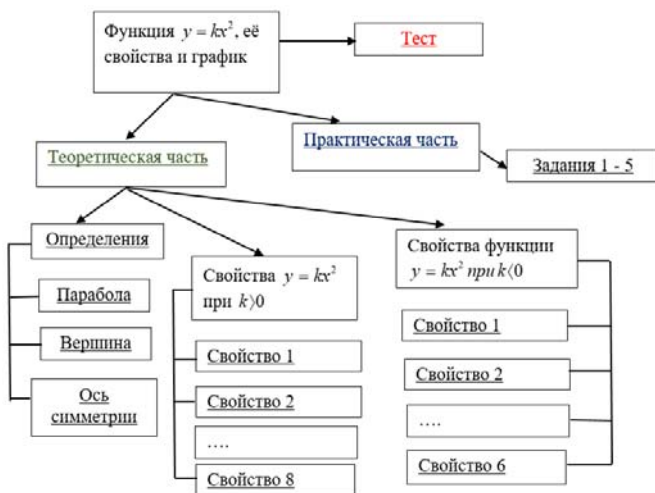 Функция y = kx², её
свойства и график
Тест
Теоретическая часть
Практическая часть
Задания 1 - 5
Определения
Парабола
Вершина
Ось
симметрии
Свойства y = kx²
при k⟩0
Свойство 1
Свойство 2
….
Свойство 8
Свойства функции
y = kx² при k⟨0
Свойство 1
Свойство 2
….
Свойство 6